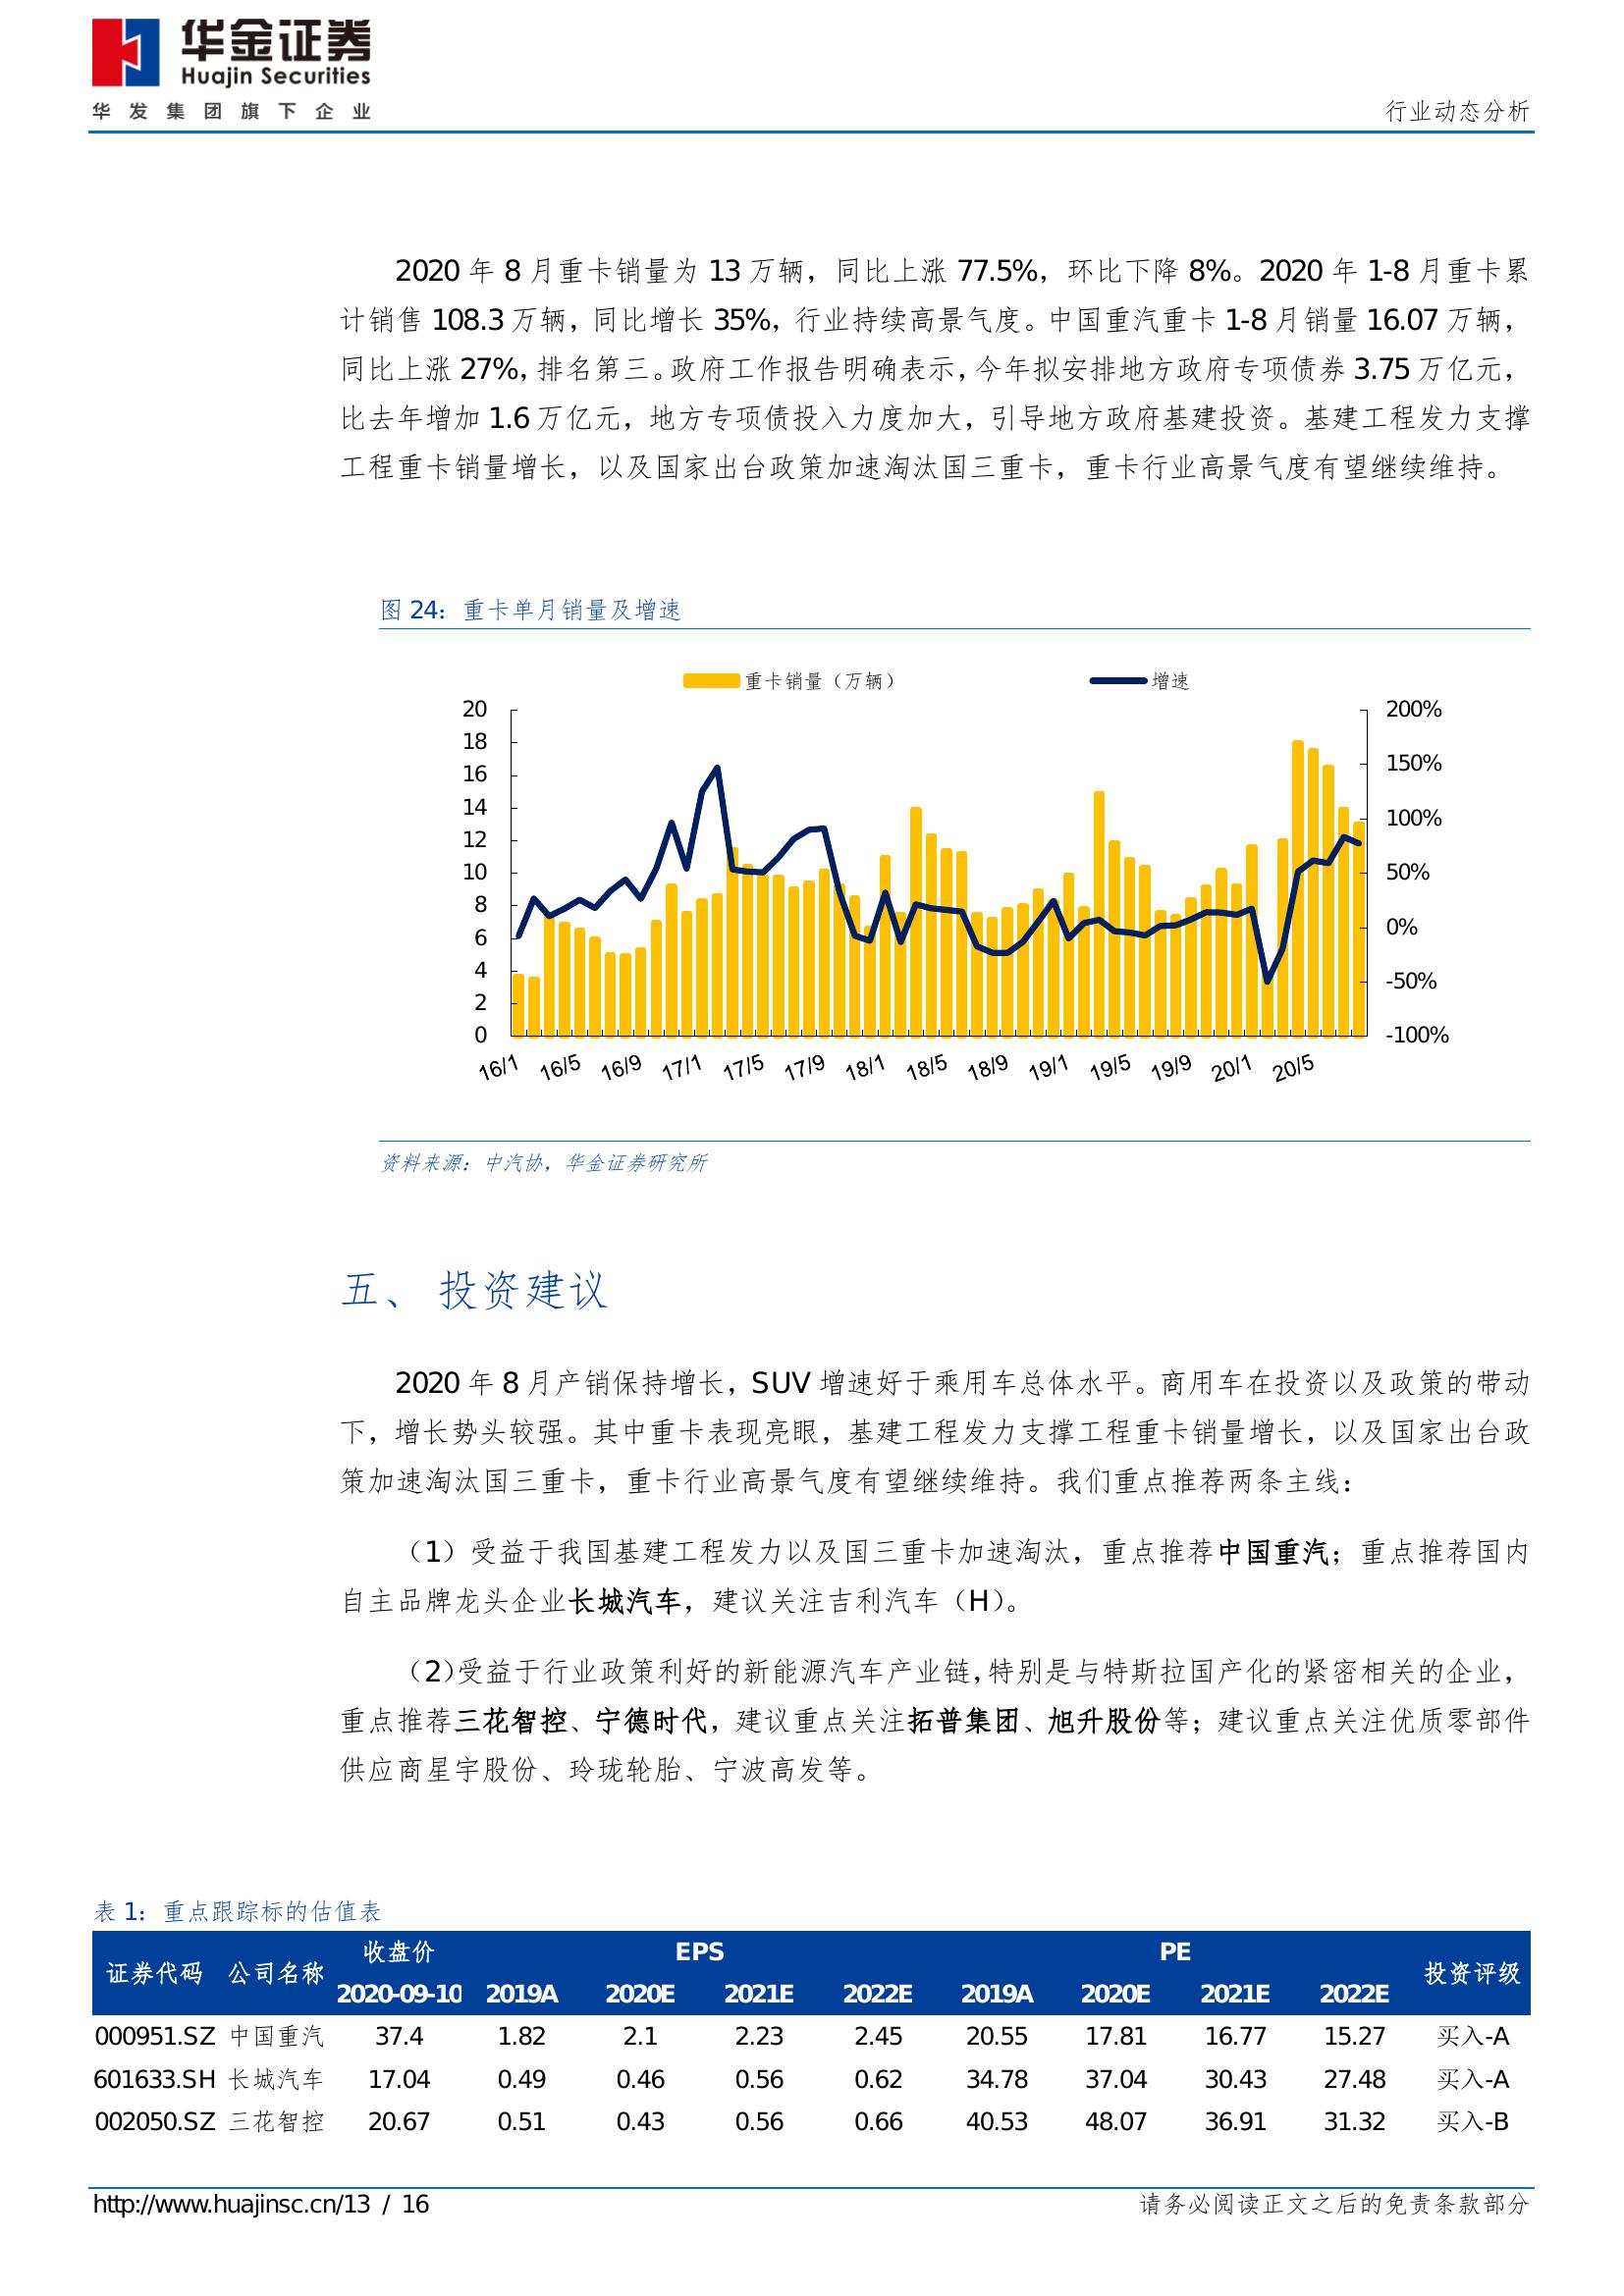 华金证券
Huajin Securities
华发集团旗下企业
行业动态分析
2020 年 8 月重卡销量为 13 万辆，同比上涨 77.5%，环比下降 8%。2020 年 1-8 月重卡累
计销售 108.3 万辆，同比增长 35%，行业持续高景气度。中国重汽重卡 1-8 月销量 16.07 万辆，
同比上涨 27%，排名第三。政府工作报告明确表示，今年拟安排地方政府专项债券 3.75 万亿元，
比去年增加 1.6 万亿元，地方专项债投入力度加大，引导地方政府基建投资。基建工程发力支撑
工程重卡销量增长，以及国家出台政策加速淘汰国三重卡，重卡行业高景气度有望继续维持。
图 24：重卡单月销量及增速
重卡销量（万辆） 增速
20 200%
18
16 150%
14
12 100%
10 50%
8
6 0%
4
2 -50%
0 -100%
16/1 16/5 16/9 17/1 17/5 17/9 18/1 18/5 18/9 19/1 19/5 19/9 20/1 20/5
资料来源：中汽协，华金证券研究所
五、 投资建议
2020 年 8 月产销保持增长，SUV 增速好于乘用车总体水平。商用车在投资以及政策的带动
下，增长势头较强。其中重卡表现亮眼，基建工程发力支撑工程重卡销量增长，以及国家出台政
策加速淘汰国三重卡，重卡行业高景气度有望继续维持。我们重点推荐两条主线：
（1）受益于我国基建工程发力以及国三重卡加速淘汰，重点推荐中国重汽；重点推荐国内
自主品牌龙头企业长城汽车，建议关注吉利汽车（H）。
（2）受益于行业政策利好的新能源汽车产业链，特别是与特斯拉国产化的紧密相关的企业，
重点推荐三花智控、宁德时代，建议重点关注拓普集团、旭升股份等；建议重点关注优质零部件
供应商星宇股份、玲珑轮胎、宁波高发等。
表 1：重点跟踪标的估值表
证券代码 公司名称 收盘价 EPS PE 投资评级
2020-09-10 2019A 2020E 2021E 2022E 2019A 2020E 2021E 2022E
000951.SZ 中国重汽 37.4 1.82 2.1 2.23 2.45 20.55 17.81 16.77 15.27 买入-A
601633.SH 长城汽车 17.04 0.49 0.46 0.56 0.62 34.78 37.04 30.43 27.48 买入-A
002050.SZ 三花智控 20.67 0.51 0.43 0.56 0.66 40.53 48.07 36.91 31.32 买入-B
http://www.huajinsc.cn/13 / 16 请务必阅读正文之后的免责条款部分